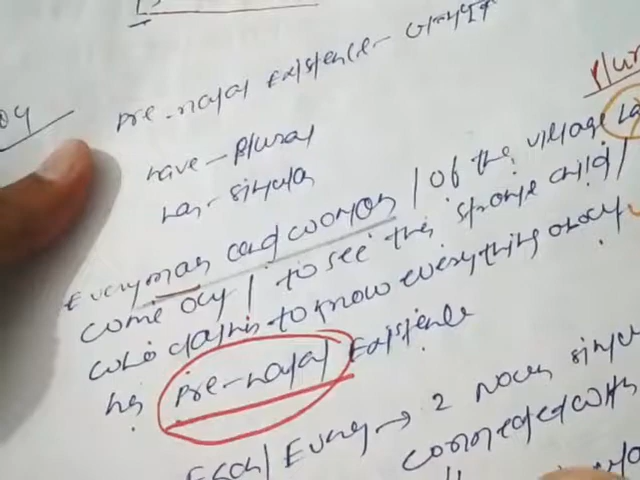 Pre-natal Existence-
have - Plural
has - singular
Every man and woman / of the village
come out / to see the strange child /
who claims to know everything about
his Pre-natal Existence
Each / Every → 2 noun
connected with